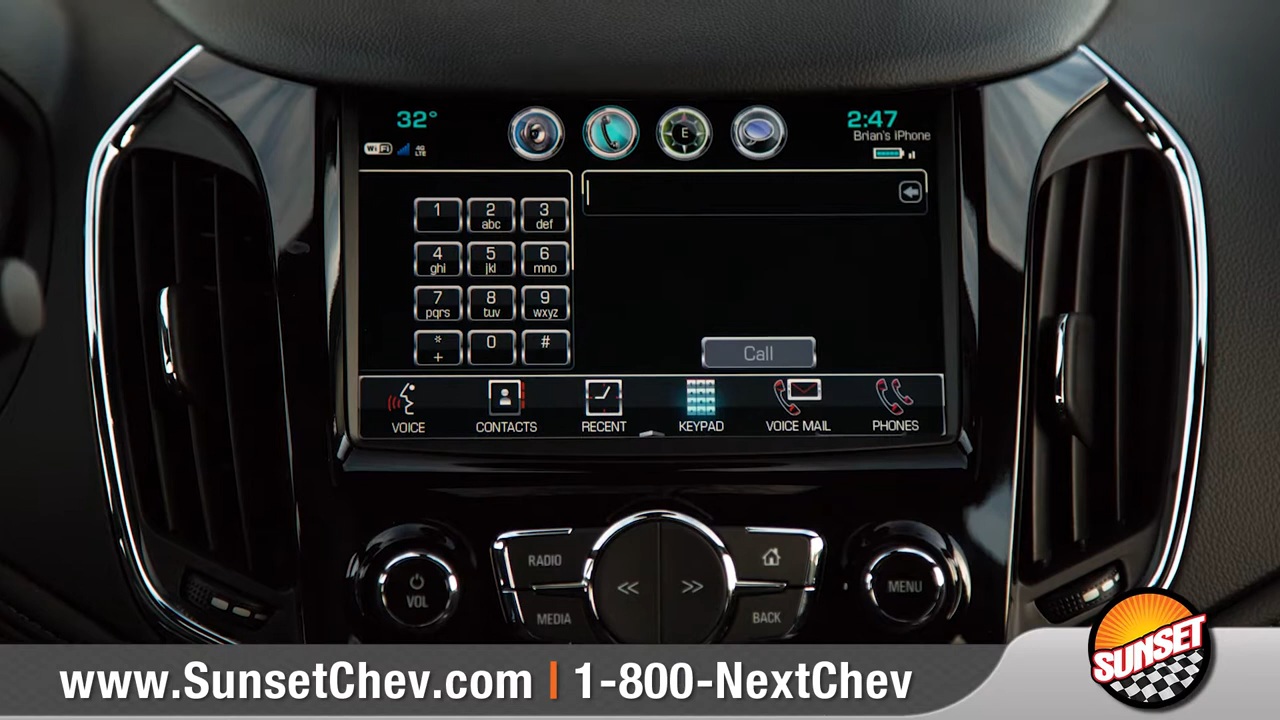 32°
E
2:47
Brian's iPhone
WiFi
4G
LTE
1
2
abc
3
def
4
ghi
5
jkl
6
mno
7
pqrs
8
tuv
9
wxyz
*
+
0
#
Call
VOICE
CONTACTS
RECENT
KEYPAD
VOICE MAIL
PHONES
RADIO
VOL
MENU
MEDIA
BACK
www.SunsetChev.com | 1-800-NextChev
SUNSET